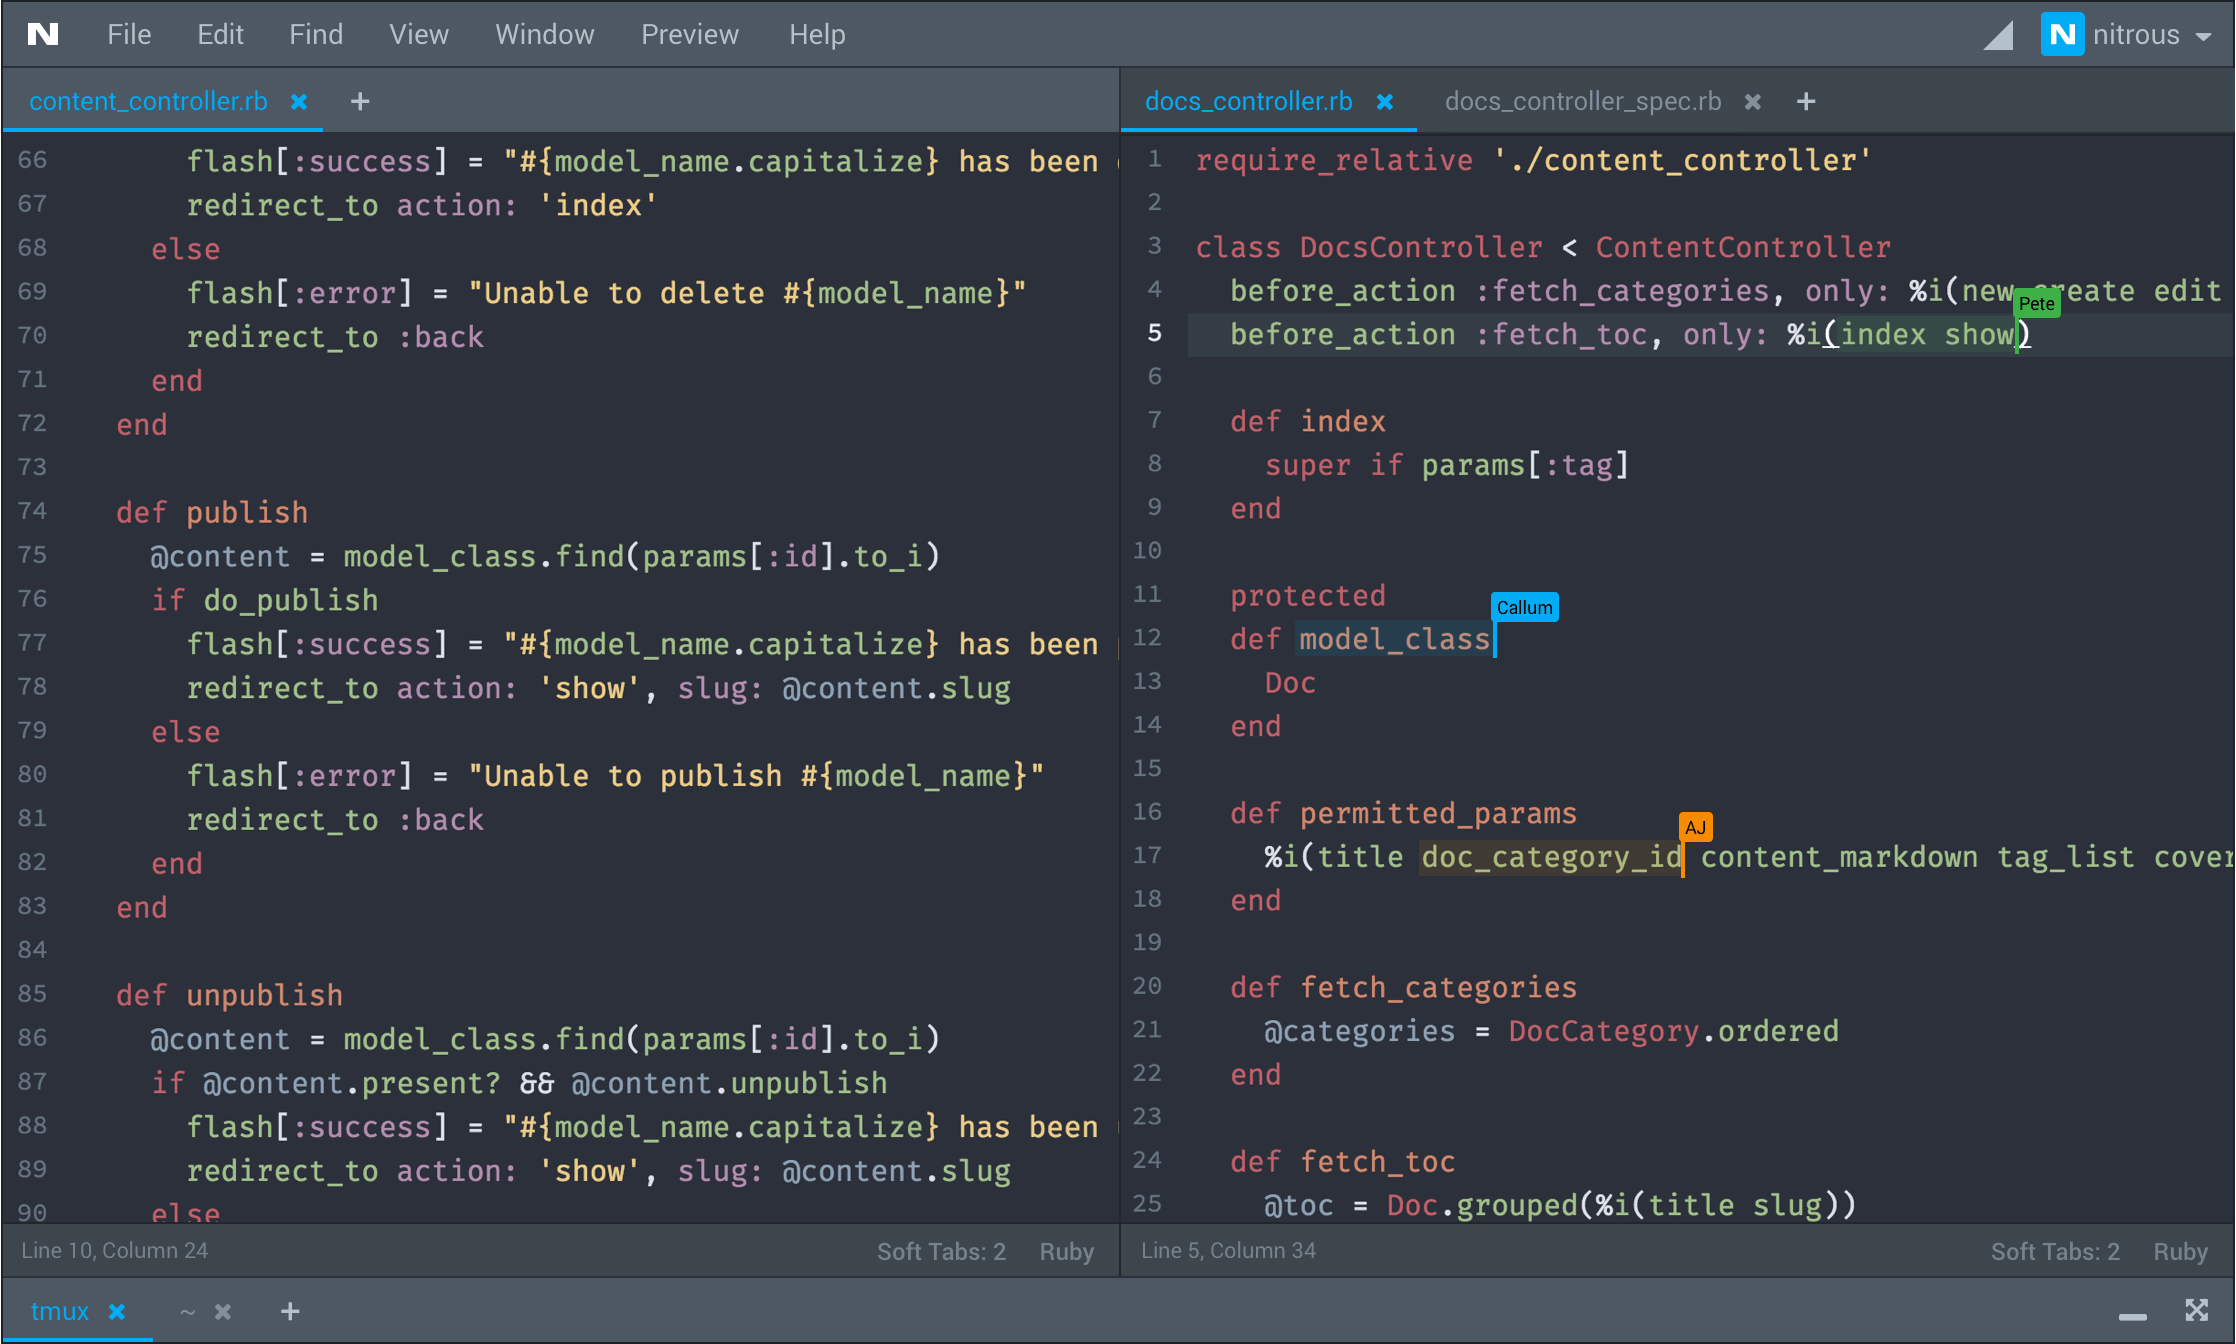 N File Edit Find View Window Preview Help N nitrous
content_controller.rb × +
66 flash[:success] = "#{model_name.capitalize} has been
67 redirect_to action: 'index'
68 else
69 flash[:error] = "Unable to delete #{model_name}"
70 redirect_to :back
71 end
72 end
73
74 def publish
75 @content = model_class.find(params[:id].to_i)
76 if do_publish
77 flash[:success] = "#{model_name.capitalize} has been
78 redirect_to action: 'show', slug: @content.slug
79 else
80 flash[:error] = "Unable to publish #{model_name}"
81 redirect_to :back
82 end
83 end
84
85 def unpublish
86 @content = model_class.find(params[:id].to_i)
87 if @content.present? && @content.unpublish
88 flash[:success] = "#{model_name.capitalize} has been
89 redirect_to action: 'show', slug: @content.slug
90 else
Line 10, Column 24 Soft Tabs: 2 Ruby
docs_controller.rb × docs_controller_spec.rb × +
1 require_relative './content_controller'
2
3 class DocsController < ContentController
4 before_action :fetch_categories, only: %i(new create edit
Pete
5 before_action :fetch_toc, only: %i(index show)
6
7 def index
8 super if params[:tag]
9 end
10
11 protected
Callum
12 def model_class
13 Doc
14 end
15
16 def permitted_params
AJ
17 %i(title doc_category_id content_markdown tag_list cover
18 end
19
20 def fetch_categories
21 @categories = DocCategory.ordered
22 end
23
24 def fetch_toc
25 @toc = Doc.grouped(%i(title slug))
Line 5, Column 34 Soft Tabs: 2 Ruby
tmux × ~ × +